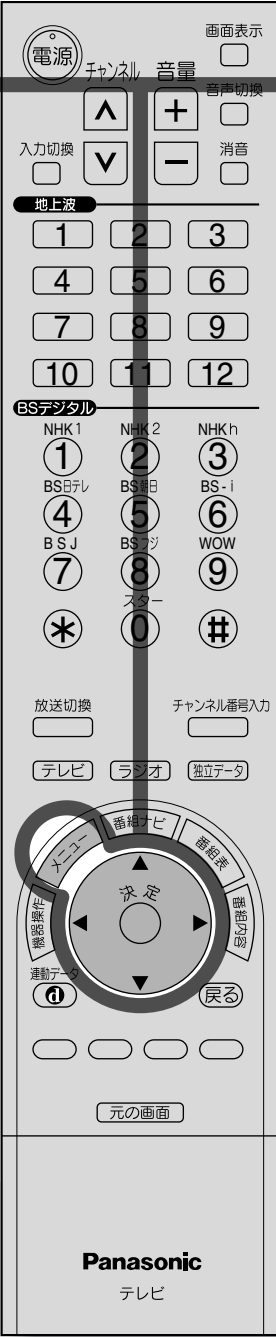 画面表示
電源
チャンネル 音量
音声切換
入力切換
消音
地上波
1 2 3
4 5 6
7 8 9
10 11 12
BSデジタル
NHK1 NHK2 NHKh
1 2 3
BS日テレ BS朝日 BS-i
4 5 6
BSJ BSフジ WOW
7 8 9
スター
* 0 #
放送切換 チャンネル番号入力
テレビ ラジオ 独立データ
メニュー 番組ナビ 番組表
機器操作 決定 番組内容
連動データ
d 戻る
元の画面
Panasonic
テレビ